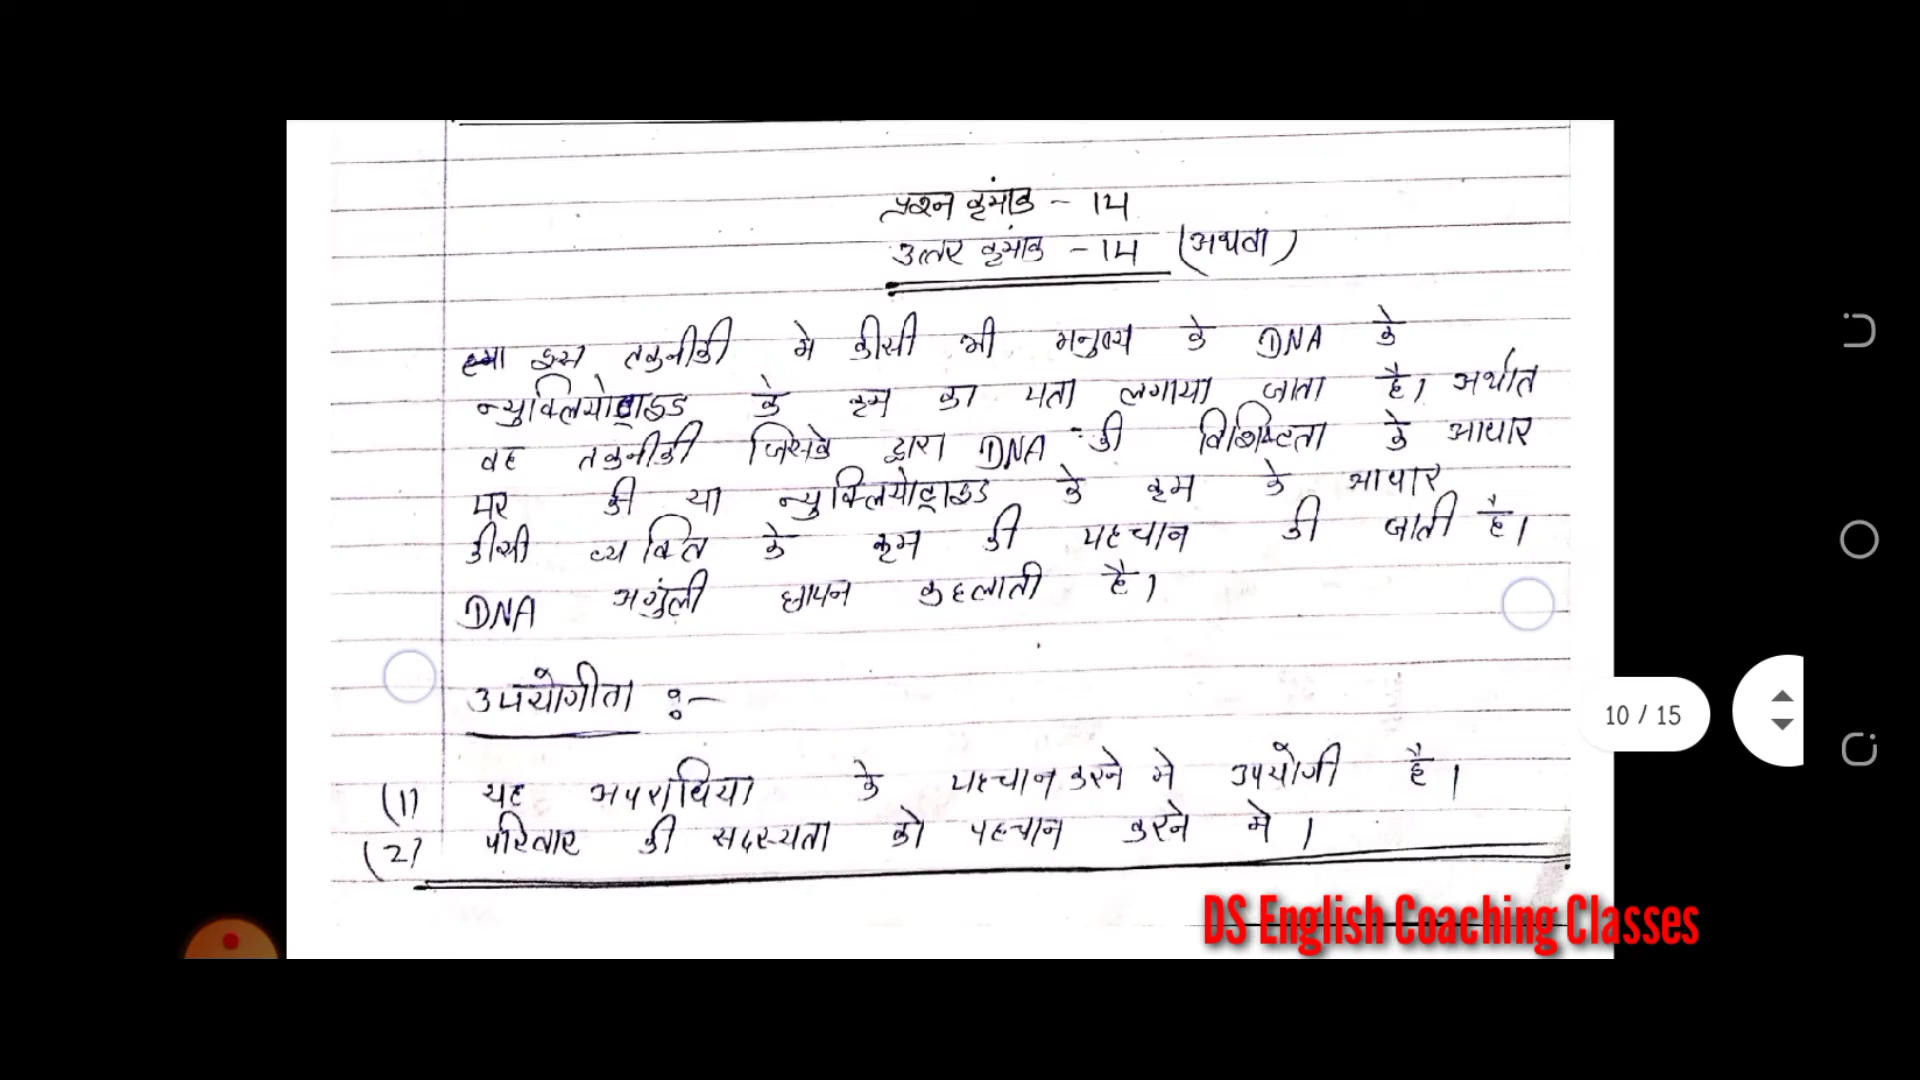 प्रश्न क्रमांक - 14
उत्तर क्रमांक - 14 (अथवा)
इस तकनीकी मे कीसी भी मनुष्य के DNA के
न्युक्लियोटाइड के क्रम का पता लगाया जाता है। अर्थात
वह तकनीकी जिसके द्वारा DNA की विशिष्टता के आधार
पर की या न्युक्लियोटाइड के क्रम के आधार
कीसी व्यक्ति के क्रम की पहचान की जाती है।
DNA अगुंली छापन कहलाती है।
उपयोगीता :-
(1) यह अपराधिया के पहचान करने मे उपयोगी है।
(2) परिवार की सदस्यता को पहचान करने मे।
10 / 15
DS English Coaching Classes